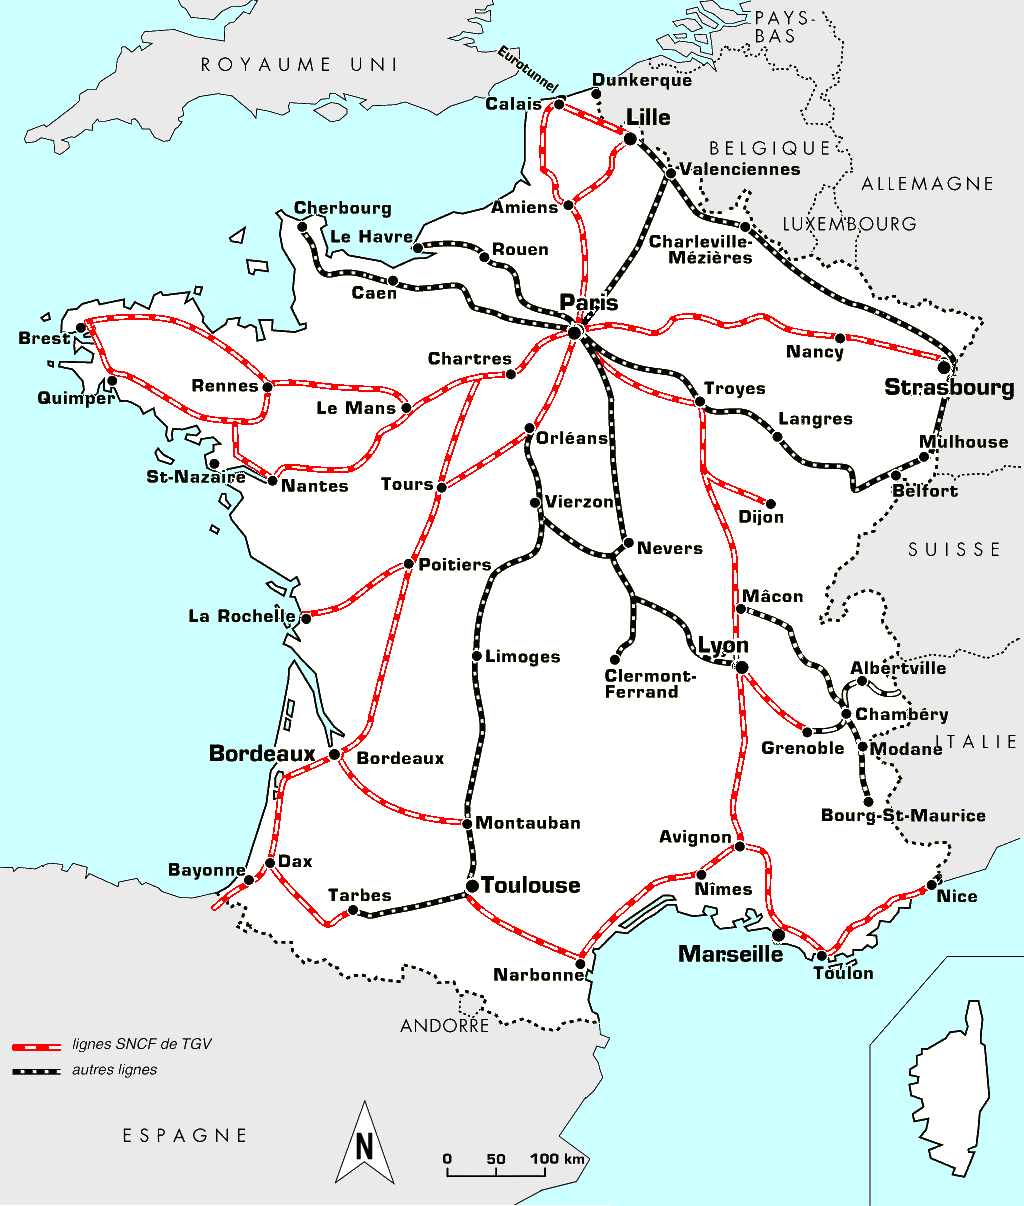 PAYS-
BAS
ROYAUME UNI
Eurotunnel
Dunkerque
Calais
Lille
BELGIQUE
Valenciennes
ALLEMAGNE
Cherbourg
Amiens
LUXEMBOURG
Le Havre
Rouen
Charleville-
Mézières
Caen
Paris
Brest
Nancy
Chartres
Strasbourg
Rennes
Quimper
Troyes
Le Mans
Langres
Orléans
Mulhouse
St-Nazaire
Nantes
Tours
Belfort
Vierzon
Dijon
Nevers
SUISSE
Poitiers
Mâcon
La Rochelle
Lyon
Limoges
Albertville
Clermont-
Ferrand
Chambéry
Grenoble
Modane
ITALIE
Bordeaux
Bordeaux
Bourg-St-Maurice
Montauban
Avignon
Bayonne
Dax
Toulouse
Nîmes
Tarbes
Nice
Marseille
Narbonne
Toulon
ANDORRE
lignes SNCF de TGV
autres lignes
ESPAGNE
N
0 50 100 km